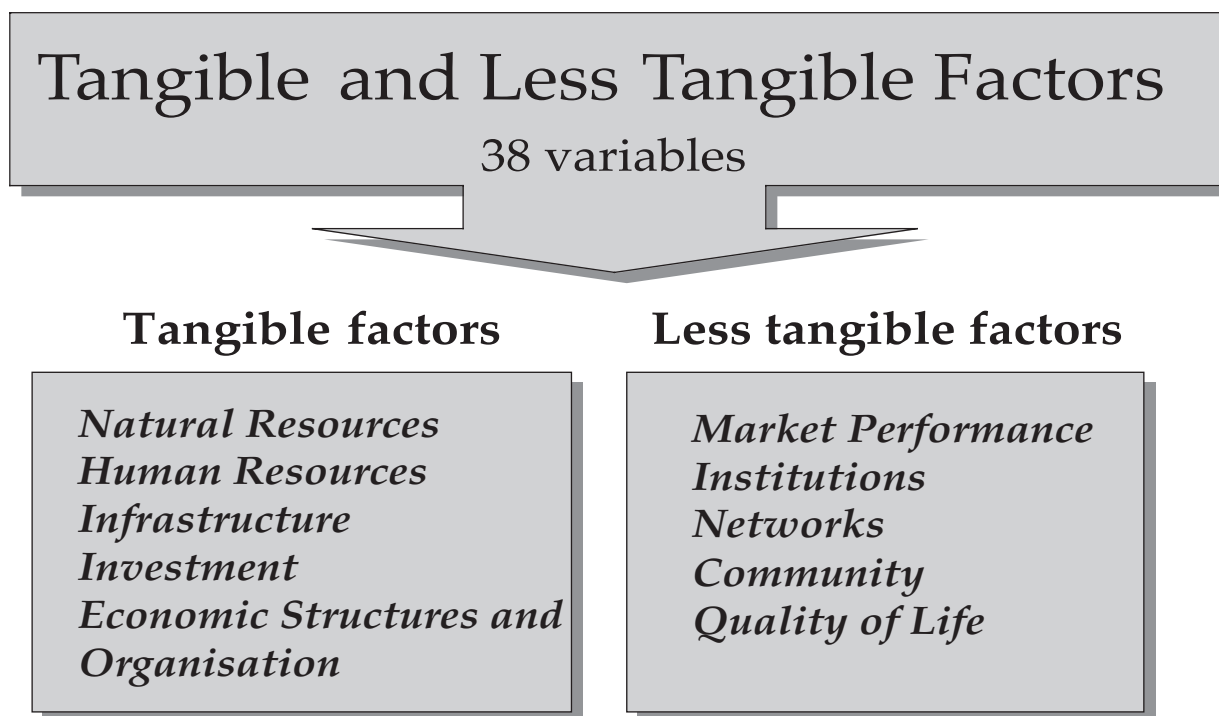 Tangible and Less Tangible Factors
38 variables
Tangible factors
Natural Resources
Human Resources
Infrastructure
Investment
Economic Structures and
Organisation
Less tangible factors
Market Performance
Institutions
Networks
Community
Quality of Life